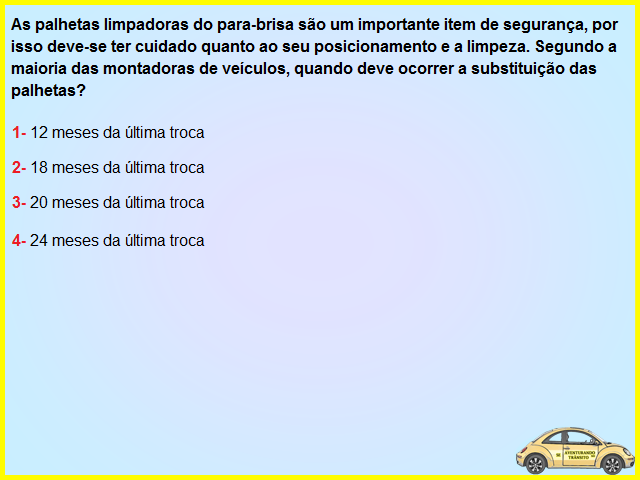 As palhetas limpadoras do para-brisa são um importante item de segurança, por
isso deve-se ter cuidado quanto ao seu posicionamento e a limpeza. Segundo a
maioria das montadoras de veículos, quando deve ocorrer a substituição das
palhetas?
1- 12 meses da última troca
2- 18 meses da última troca
3- 20 meses da última troca
4- 24 meses da última troca
AVENTURANDO
TRÂNSITO